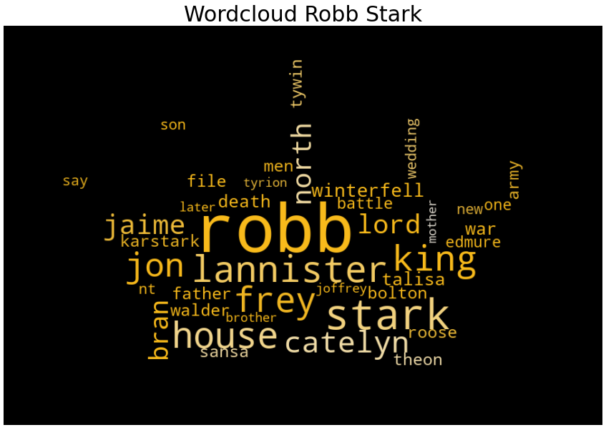 Wordcloud Robb Stark
tywin
son
north
wedding
men
army
say
file
tyrion
winterfell
later
death
battle
mother
new
one
jaime
robb
lord
war
karstark
edmure
jon
lannister
king
talisa
nt
father
frey
joffrey
bolton
walder
brother
stark
bran
house
catelyn
roose
sansa
theon